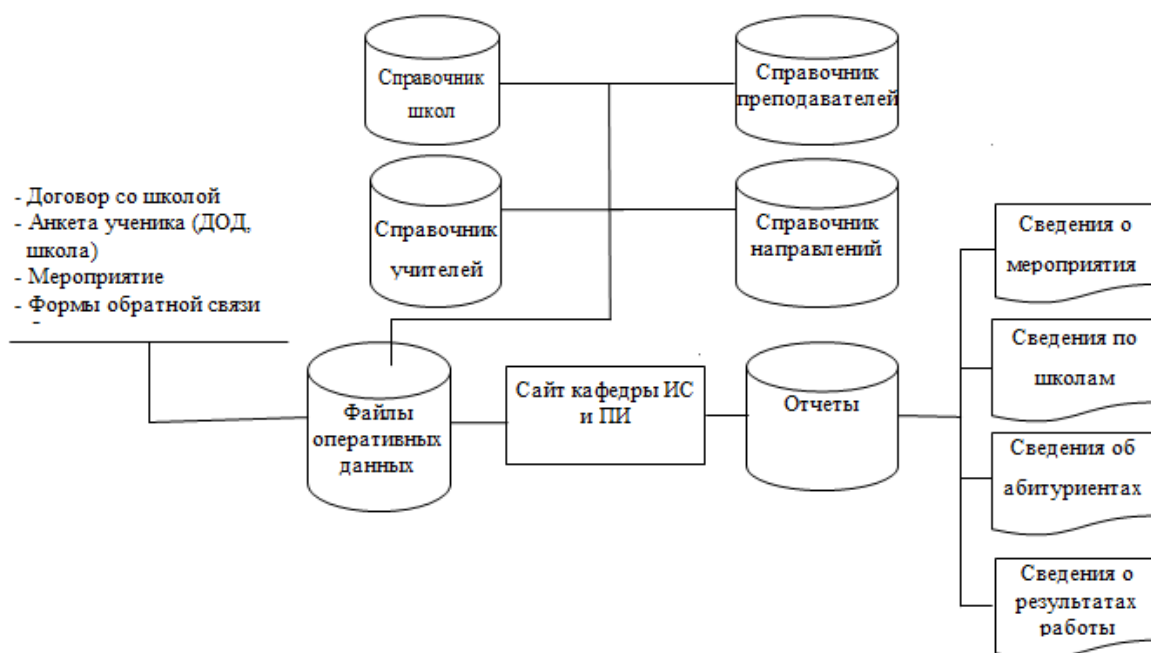 Справочник
школ
Справочник
преподавателей
Справочник
учителей
Справочник
направлений
- Договор со школой
- Анкета ученика (ДОД,
школа)
- Мероприятие
- Формы обратной связи
Файлы
оперативных
данных
Сайт кафедры ИС
и ПИ
Отчеты
Сведения о
мероприятия
Сведения по
школам
Сведения об
абитуриентах
Сведения о
результатах
работы